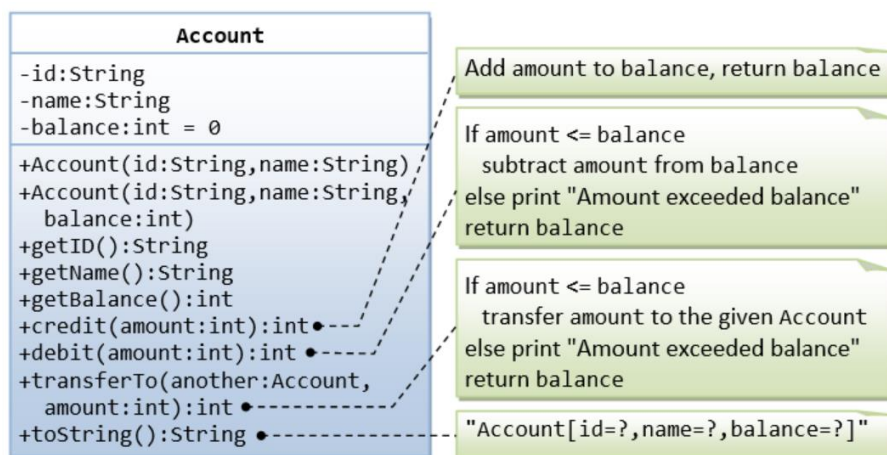 Account
-id:String
-name:String
-balance:int = 0
+Account(id:String,name:String)
+Account(id:String,name:String,
balance:int)
+getID():String
+getName():String
+getBalance():int
+credit(amount:int):int
+debit(amount:int):int
+transferTo(another:Account,
amount:int):int
+toString():String
Add amount to balance, return balance
If amount <= balance
subtract amount from balance
else print "Amount exceeded balance"
return balance
If amount <= balance
transfer amount to the given Account
else print "Amount exceeded balance"
return balance
"Account[id=?,name=?,balance=?]"